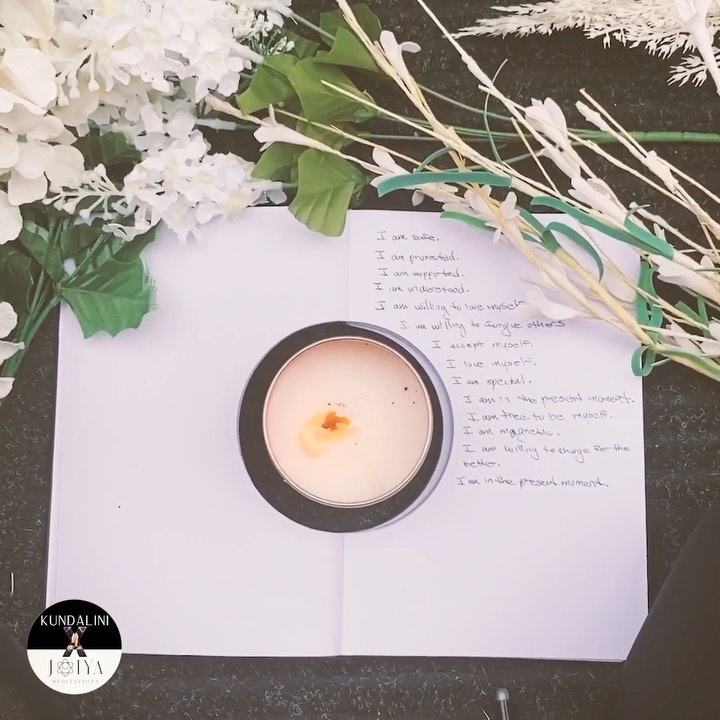 I am safe.
I am protected.
I am supported.
I am understood.
I am willing to love myself.
I am willing to forgive others
I accept myself.
I love myself.
I am special.
I am in the present moment.
I am free to be myself.
I am magnetic.
I am willing to change for the
better.
I am in the present moment.
KUNDALINI
X
JOIYA
MEDITATIONS